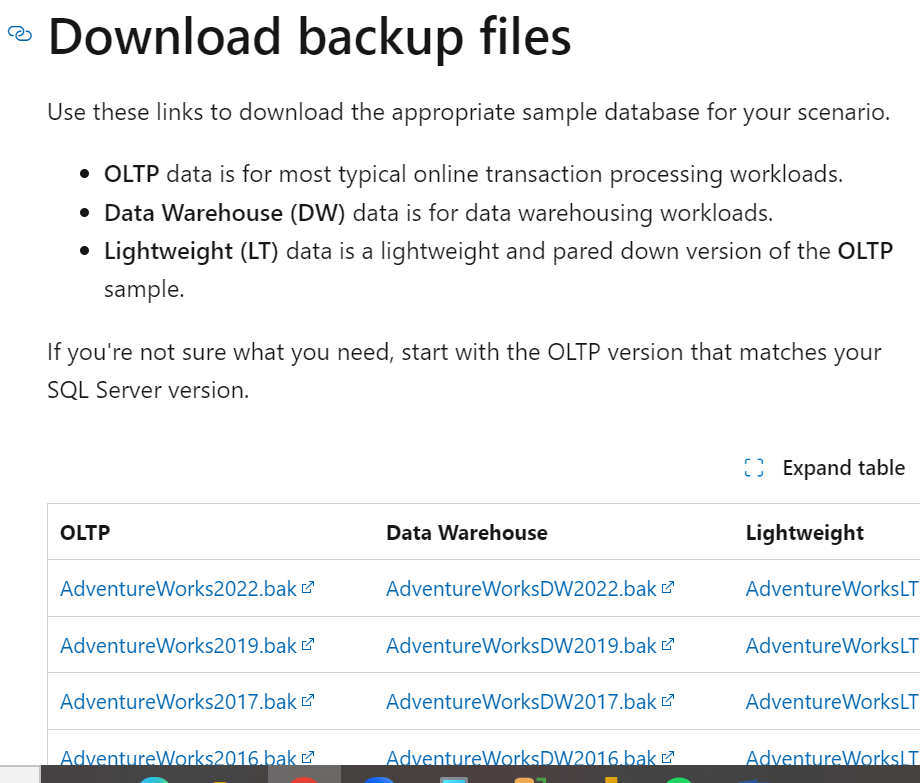 Download backup files
Use these links to download the appropriate sample database for your scenario.
OLTP data is for most typical online transaction processing workloads.
Data Warehouse (DW) data is for data warehousing workloads.
Lightweight (LT) data is a lightweight and pared down version of the OLTP
sample.
If you're not sure what you need, start with the OLTP version that matches your
SQL Server version.
Expand table
OLTP Data Warehouse Lightweight
AdventureWorks2022.bak AdventureWorksDW2022.bak AdventureWorksLT
AdventureWorks2019.bak AdventureWorksDW2019.bak AdventureWorksLT
AdventureWorks2017.bak AdventureWorksDW2017.bak AdventureWorksLT
AdventureWorks2016.bak AdventureWorksDW2016.bak AdventureWorksLT